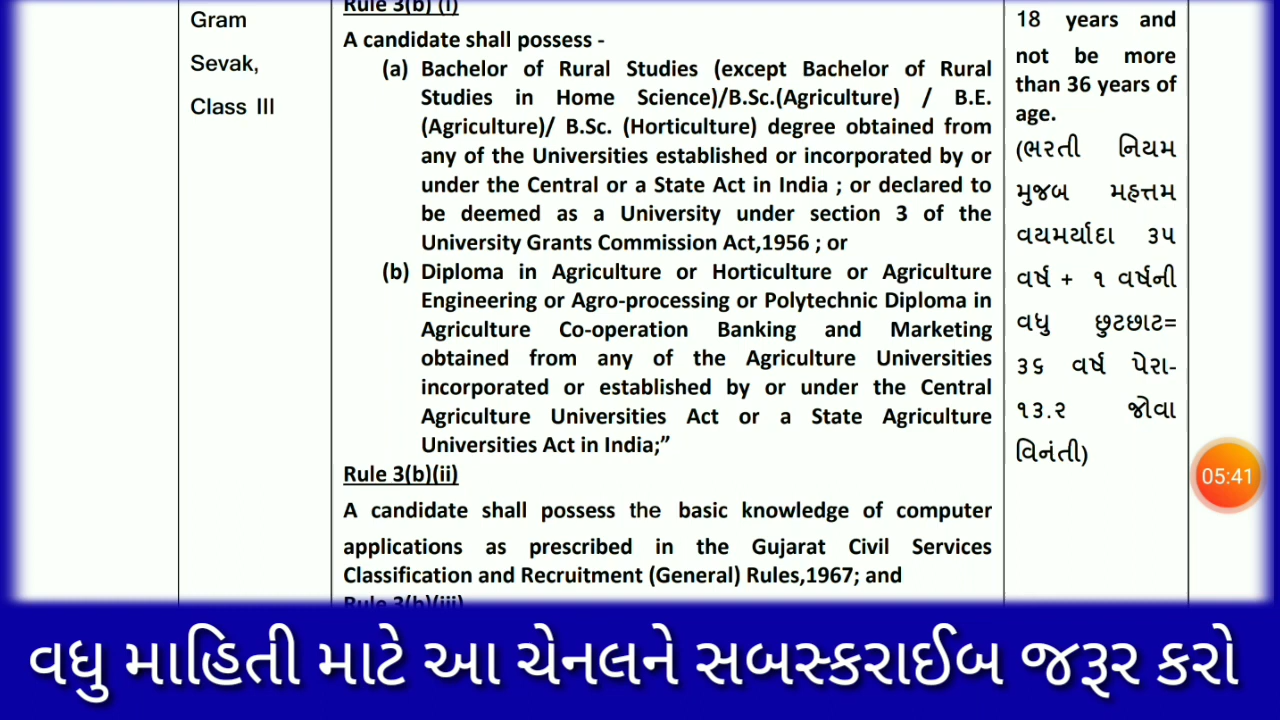 Gram
Sevak,
Class III
Rule 3(b) (i)
A candidate shall possess -
(a) Bachelor of Rural Studies (except Bachelor of Rural
Studies in Home Science)/B.Sc.(Agriculture) / B.E.
(Agriculture)/ B.Sc. (Horticulture) degree obtained from
any of the Universities established or incorporated by or
under the Central or a State Act in India ; or declared to
be deemed as a University under section 3 of the
University Grants Commission Act,1956 ; or
(b) Diploma in Agriculture or Horticulture or Agriculture
Engineering or Agro-processing or Polytechnic Diploma in
Agriculture Co-operation Banking and Marketing
obtained from any of the Agriculture Universities
incorporated or established by or under the Central
Agriculture Universities Act or a State Agriculture
Universities Act in India;”
Rule 3(b)(ii)
A candidate shall possess the basic knowledge of computer
applications as prescribed in the Gujarat Civil Services
Classification and Recruitment (General) Rules,1967; and
Rule 3(b)(iii)
18 years and
not be more
than 36 years of
age.
(ભરતી નિયમ
મુજબ મહત્તમ
વયમર્યાદા ૩૫
વર્ષ + ૧ વર્ષની
વધુ છુટછાટ=
૩૬ વર્ષ પેરા-
૧૩.૨ જોવા
વિનંતી)
05:41
વધુ માહિતી માટે આ ચેનલને સબસ્કરાઈબ જરૂર કરો